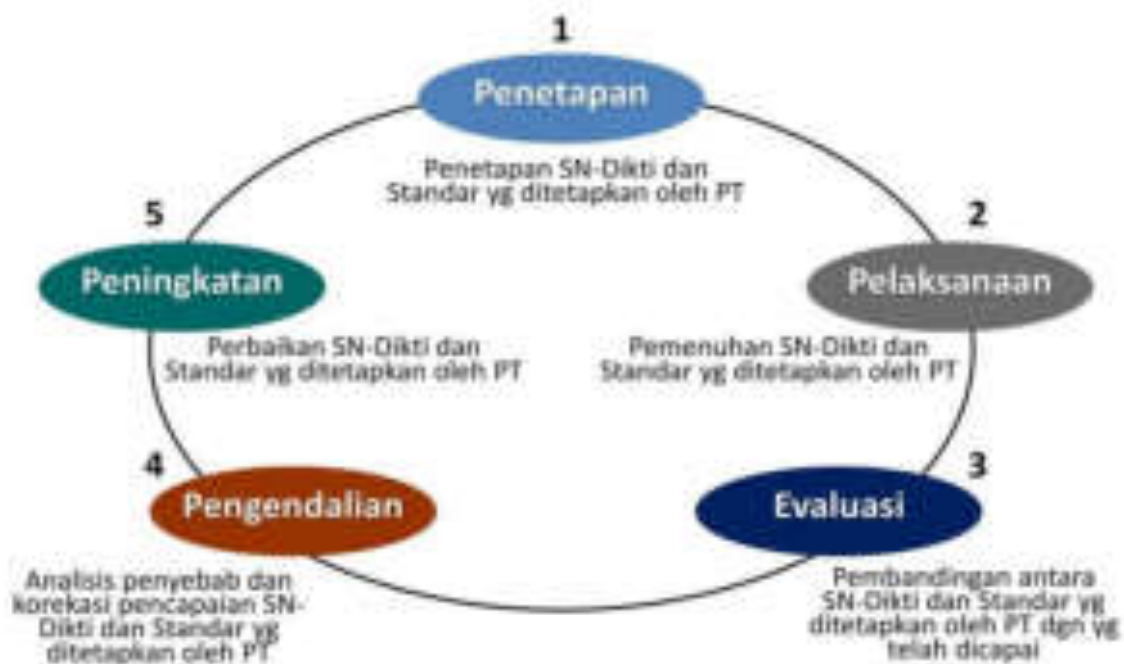 1
Penetapan
Penetapan SN-Dikti dan
Standar yg ditetapkan oleh PT
2
Pelaksanaan
Pemenuhan SN-Dikti dan
Standar yg ditetapkan oleh PT
3
Evaluasi
Pembandingan antara
SN-Dikti dan Standar yg
ditetapkan oleh PT dgn yg
telah dicapai
4
Pengendalian
Analisis penyebab dan
korekasi pencapaian SN-
Dikti dan Standar yg
ditetapkan oleh PT
5
Peningkatan
Perbaikan SN-Dikti dan
Standar yg ditetapkan oleh PT